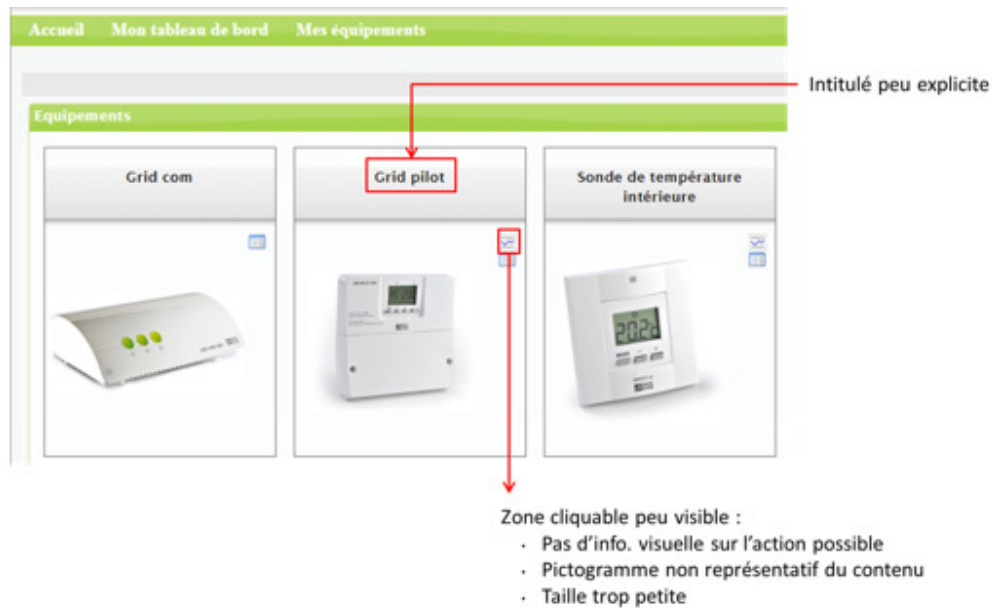 Accueil Mon tableau de bord Mes équipements
Intitulé peu explicite
Equipements
Grid com
Grid pilot
Sonde de température
intérieure
Zone cliquable peu visible :
· Pas d'info. visuelle sur l'action possible
· Pictogramme non représentatif du contenu
· Taille trop petite